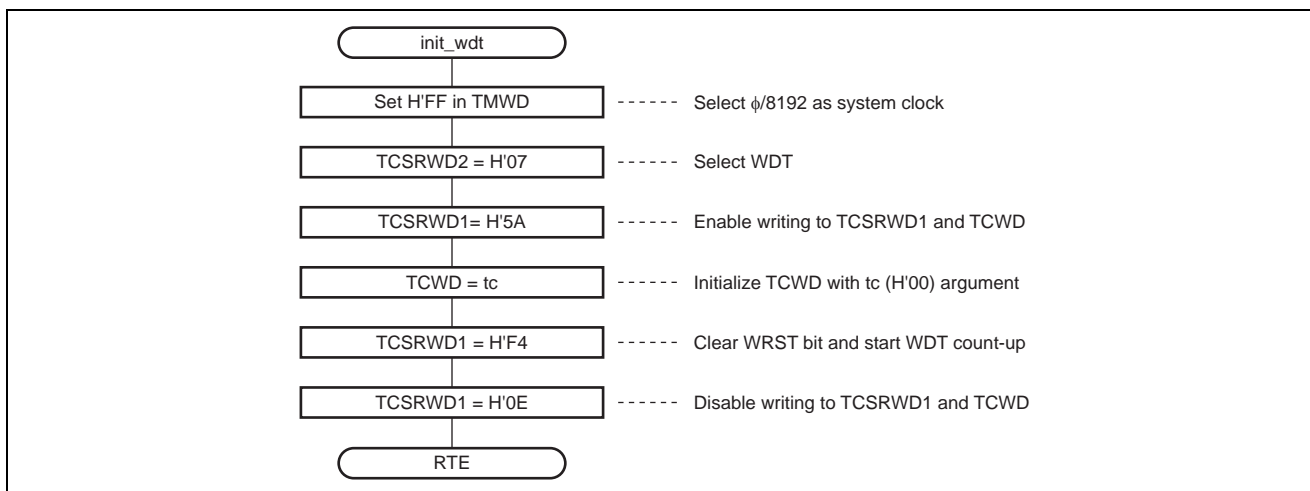 init_wdt
Set H'FF in TMWD ------ Select ϕ/8192 as system clock
TCSRWD2 = H'07 ------ Select WDT
TCSRWD1= H'5A ------ Enable writing to TCSRWD1 and TCWD
TCWD = tc ------ Initialize TCWD with tc (H'00) argument
TCSRWD1 = H'F4 ------ Clear WRST bit and start WDT count-up
TCSRWD1 = H'0E ------ Disable writing to TCSRWD1 and TCWD
RTE